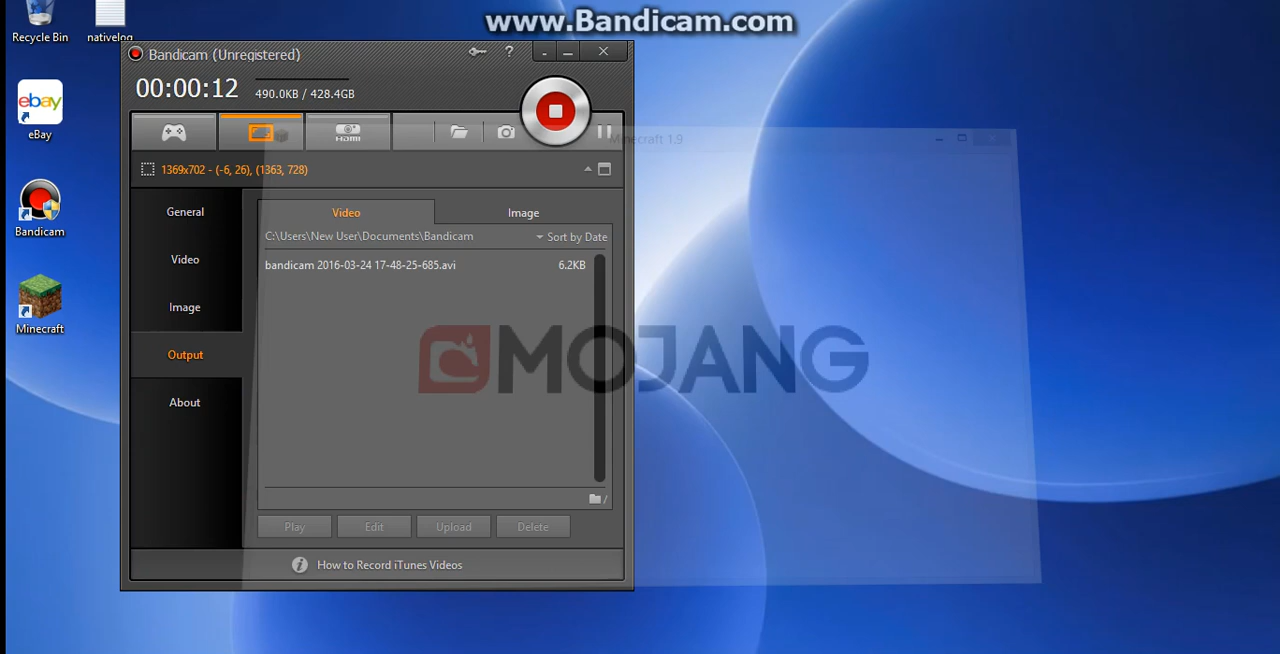 www.Bandicam.com
Recycle Bin
nativelog
Bandicam (Unregistered)
?
00:00:12
490.0KB / 428.4GB
HDMI
Minecraft 1.9
ebay
eBay
1369x702 - (-6, 26), (1363, 728)
General
Video
Image
Output
About
Video
Image
C:\Users\New User\Documents\Bandicam
Sort by Date
bandicam 2016-03-24 17-48-25-685.avi
6.2KB
Bandicam
Minecraft
MOJANG
Play
Edit
Upload
Delete
i How to Record iTunes Videos